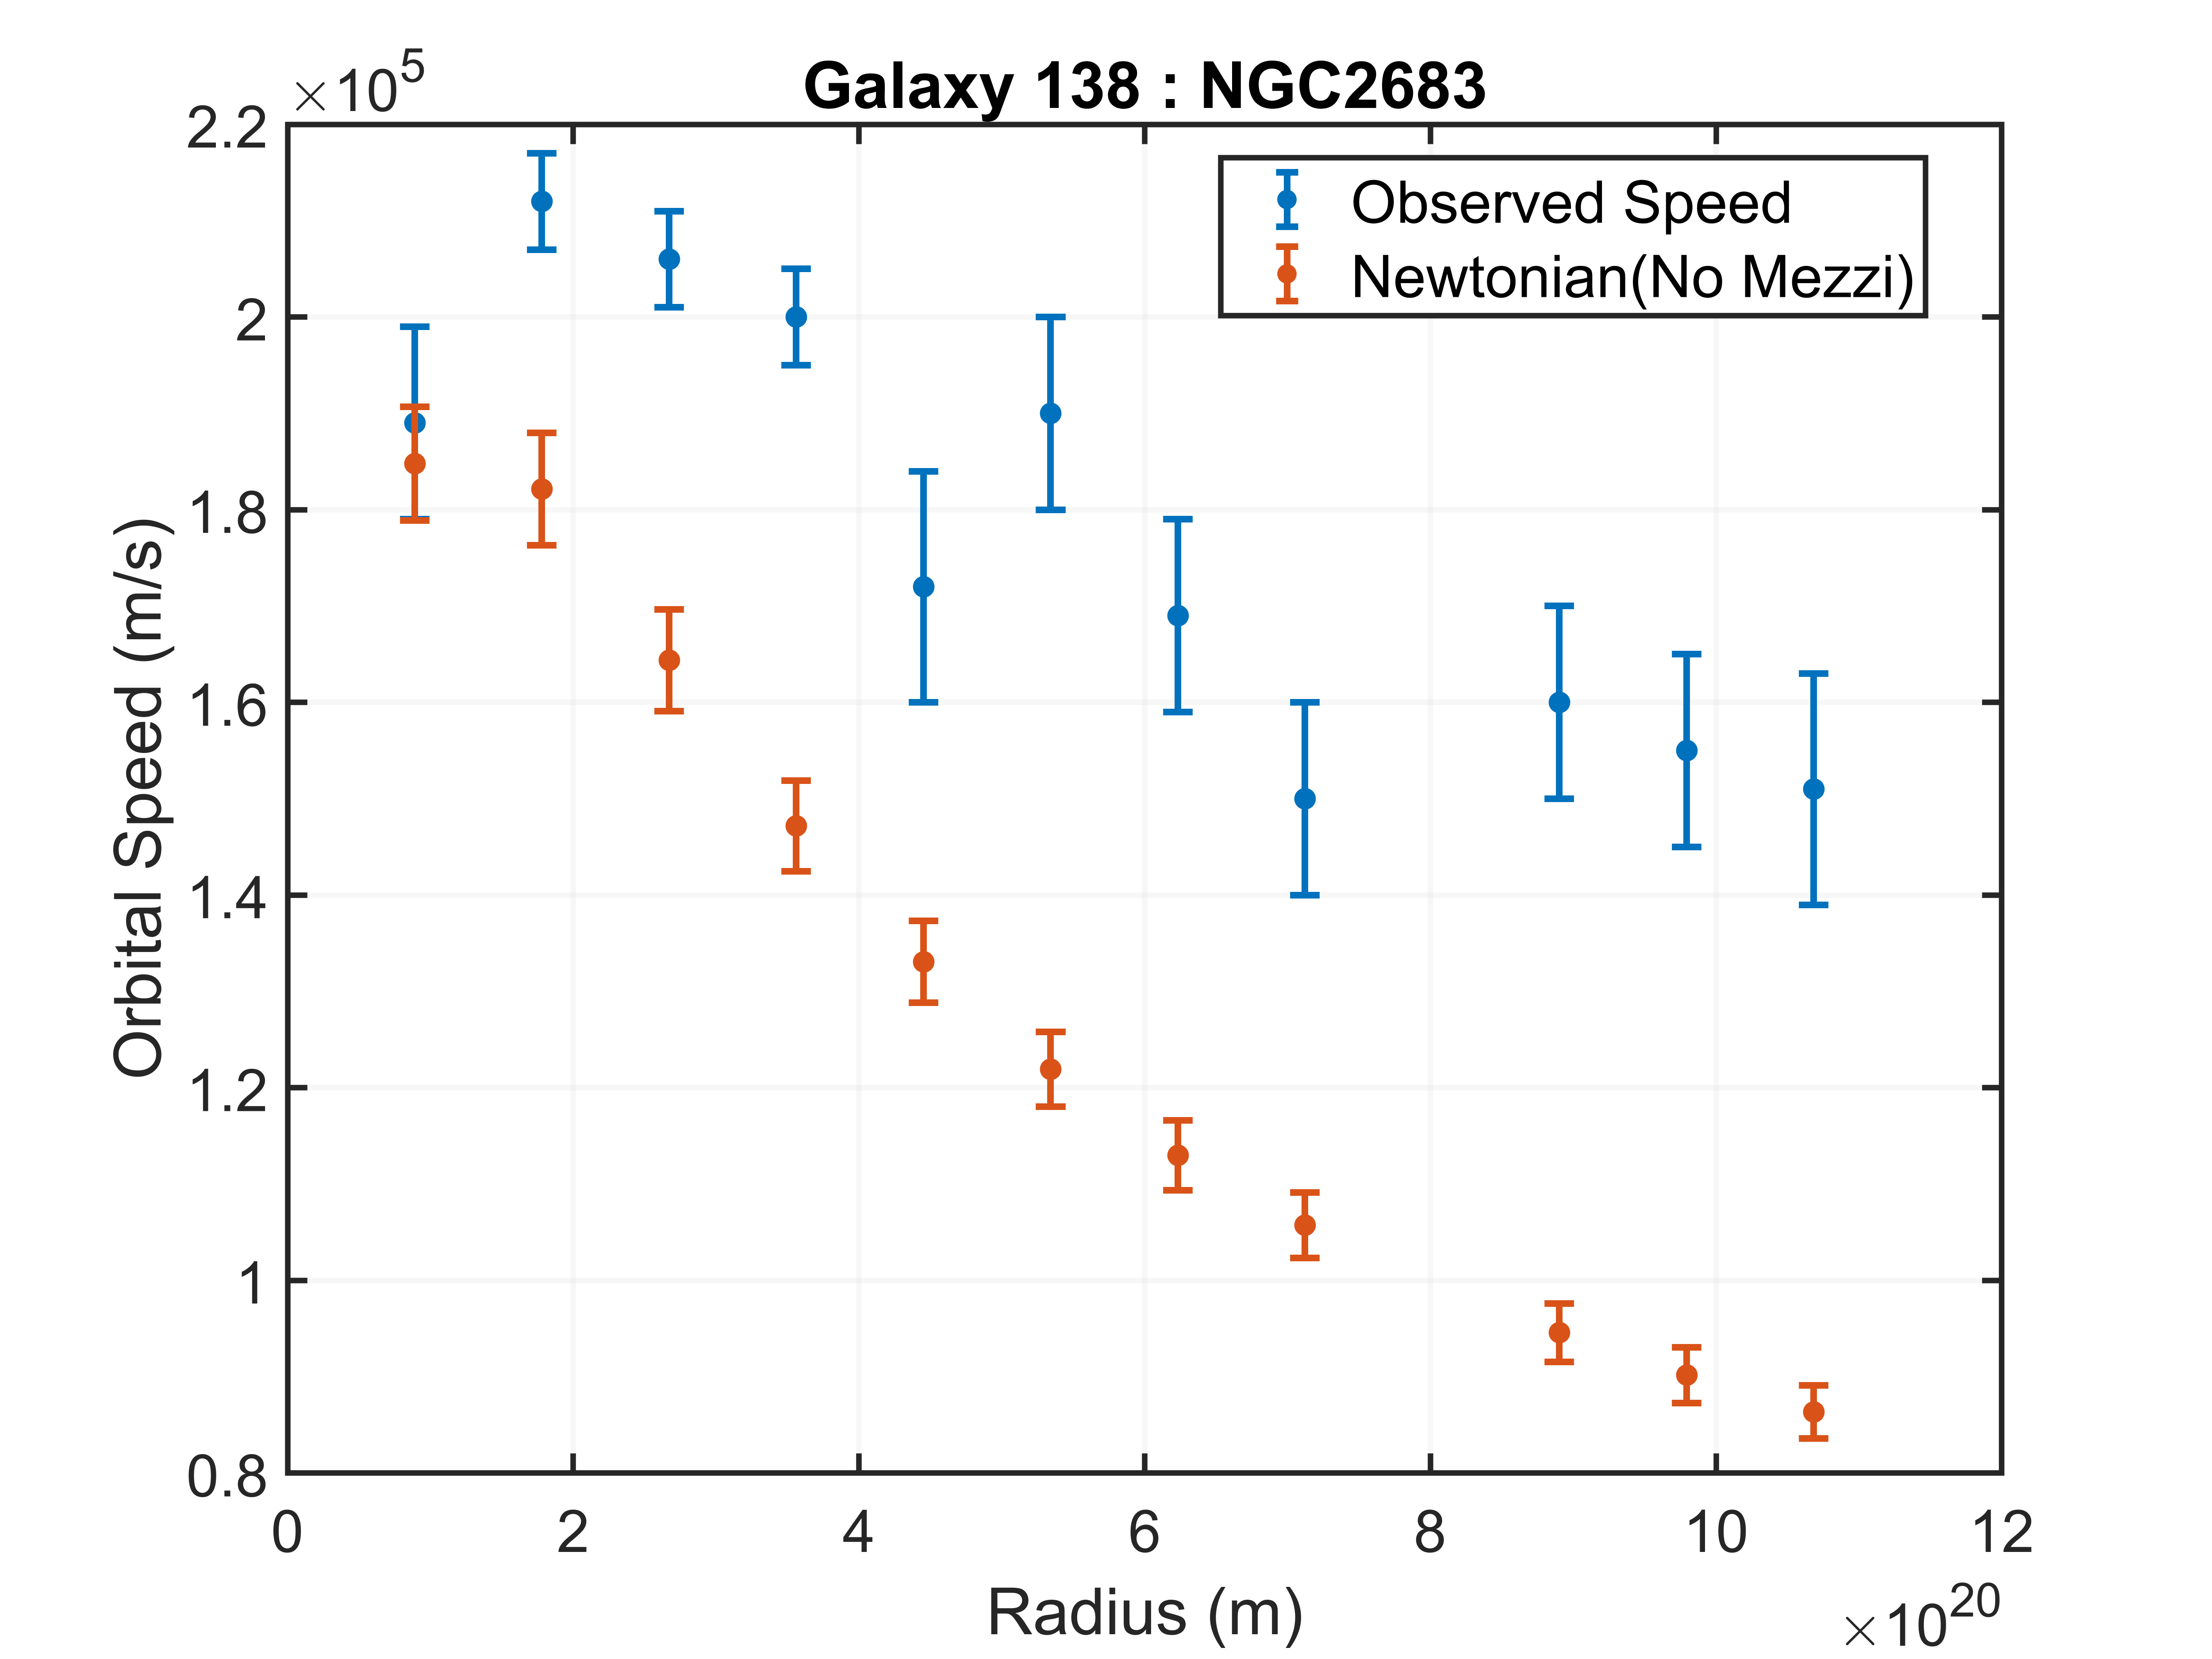 ×10⁵
Galaxy 138 : NGC2683
Observed Speed
Newtonian(No Mezzi)
Orbital Speed (m/s)
2.2
2
1.8
1.6
1.4
1.2
1
0.8
0 2 4 6 8 10 12
Radius (m)
×10²⁰